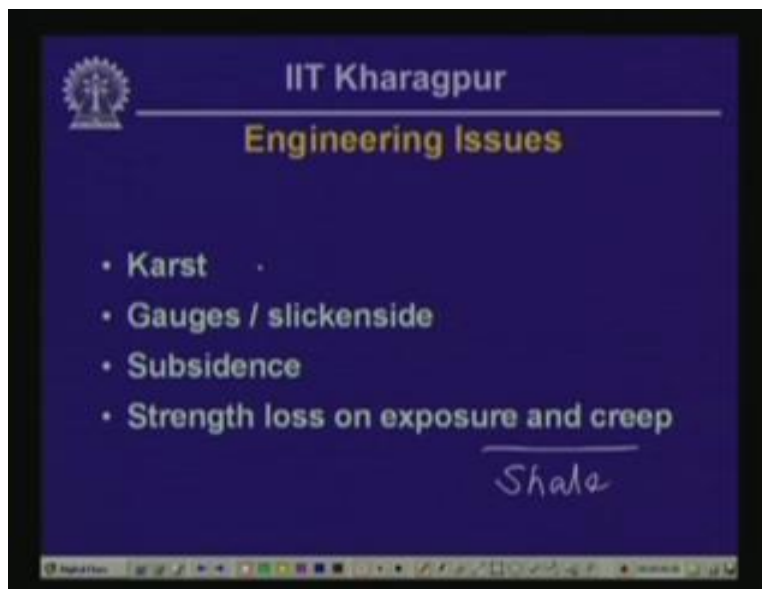 IIT Kharagpur
Engineering Issues
• Karst
• Gauges / slickenside
• Subsidence
• Strength loss on exposure and creep
Shale